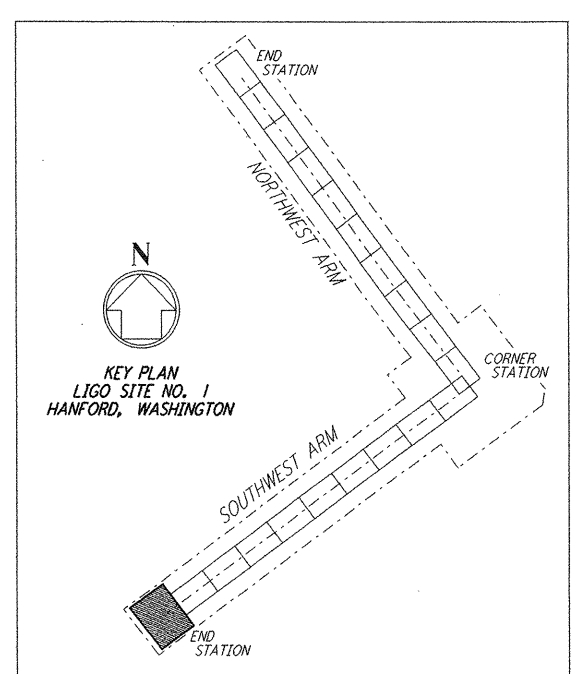 END
STATION
NORTHWEST ARM
N
KEY PLAN
LIGO SITE NO. 1
HANFORD, WASHINGTON
CORNER
STATION
SOUTHWEST ARM
END
STATION